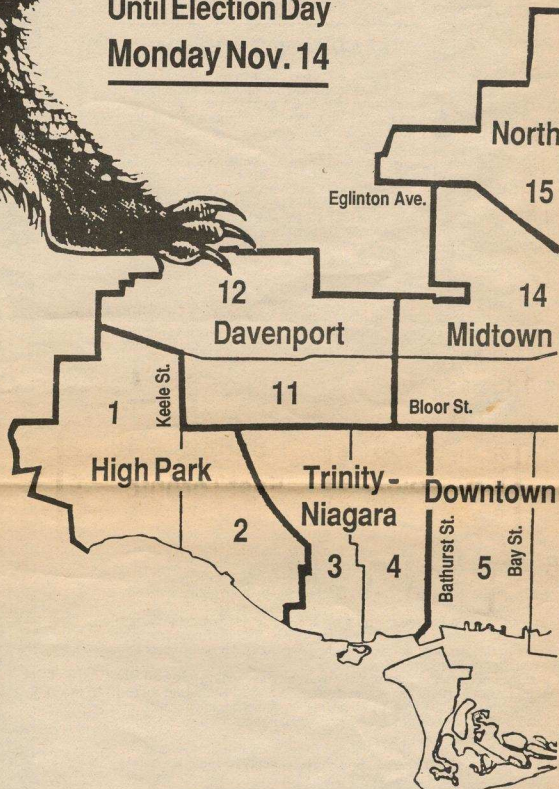 Until Election Day
Monday Nov. 14
North
15
Eglinton Ave.
12
14
Davenport
Midtown
11
Keele St.
1
Bloor St.
High Park
Trinity-
Niagara
Downtown
2
3
4
Bathurst St.
5
Bay St.